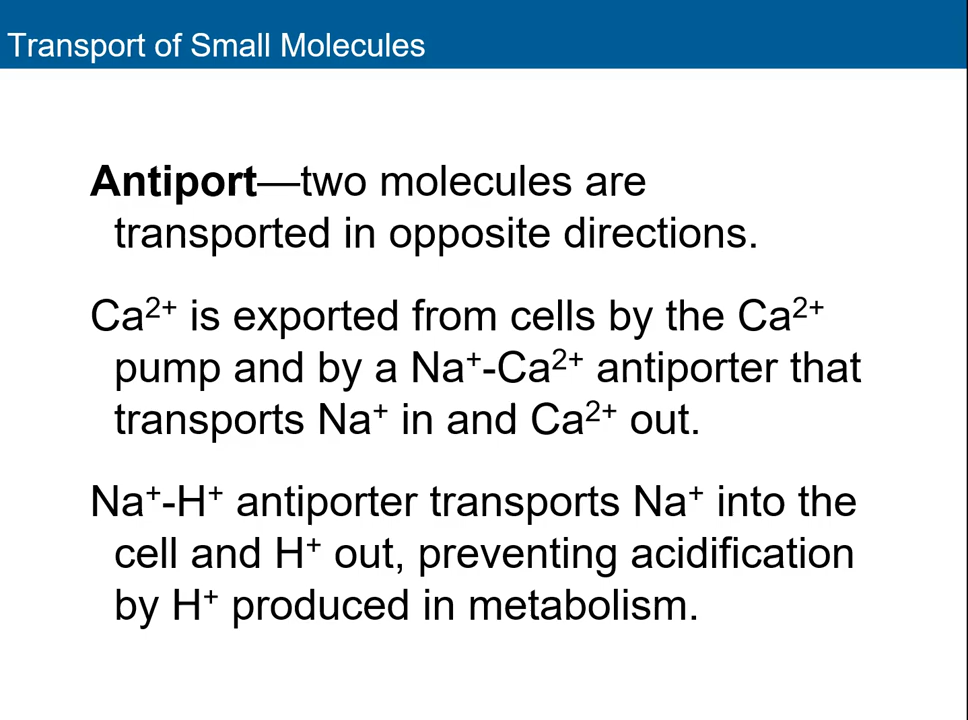 Transport of Small Molecules
Antiport—two molecules are
transported in opposite directions.
Ca²⁺ is exported from cells by the Ca²⁺
pump and by a Na⁺-Ca²⁺ antiporter that
transports Na⁺ in and Ca²⁺ out.
Na⁺-H⁺ antiporter transports Na⁺ into the
cell and H⁺ out, preventing acidification
by H⁺ produced in metabolism.